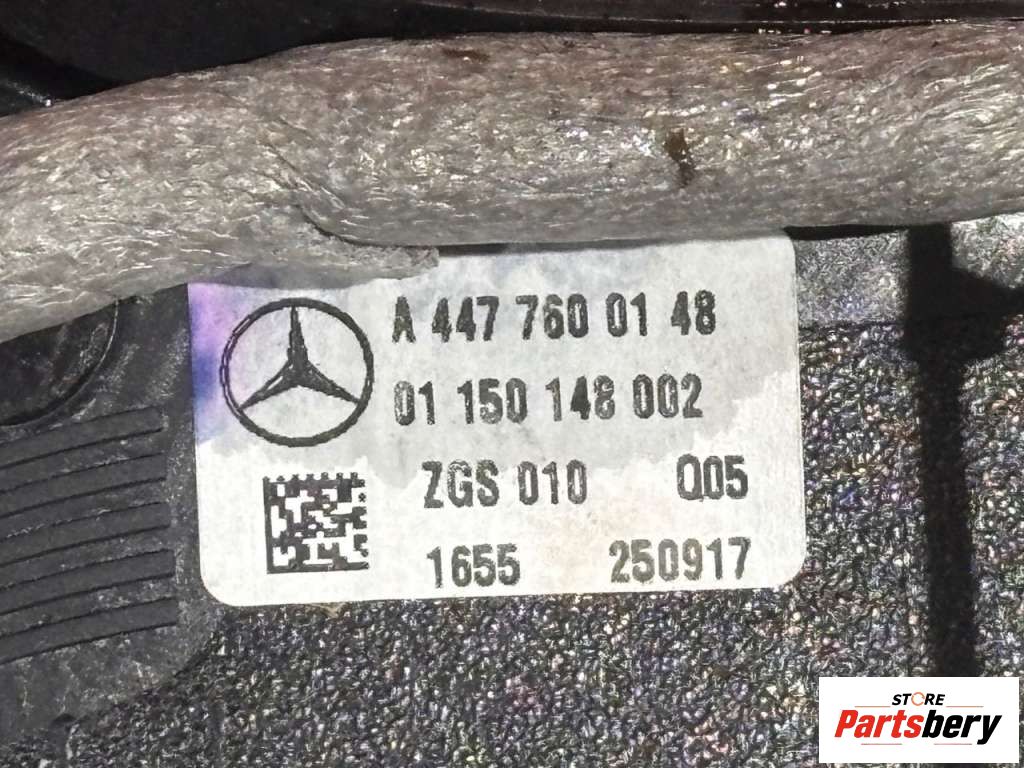 A 447 760 01 48
01 150 148 002
ZGS 010 Q05
1655 250917
STORE
Partsbery